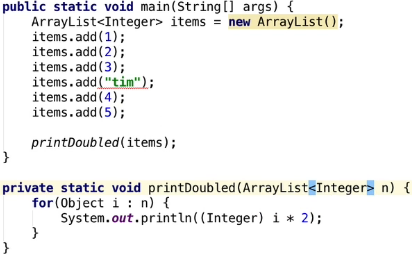 public static void main(String[] args) {
    ArrayList<Integer> items = new ArrayList();
    items.add(1);
    items.add(2);
    items.add(3);
    items.add("tim");
    items.add(4);
    items.add(5);

    printDoubled(items);
}

private static void printDoubled(ArrayList<Integer> n) {
    for(Object i : n) {
        System.out.println((Integer) i * 2);
    }
}